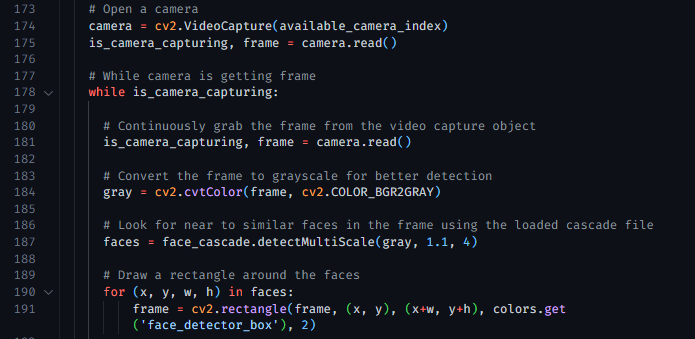 173 # Open a camera
174 camera = cv2.VideoCapture(available_camera_index)
175 is_camera_capturing, frame = camera.read()
176
177 # While camera is getting frame
178 while is_camera_capturing:
179
180 # Continuously grab the frame from the video capture object
181 is_camera_capturing, frame = camera.read()
182
183 # Convert the frame to grayscale for better detection
184 gray = cv2.cvtColor(frame, cv2.COLOR_BGR2GRAY)
185
186 # Look for near to similar faces in the frame using the loaded cascade file
187 faces = face_cascade.detectMultiScale(gray, 1.1, 4)
188
189 # Draw a rectangle around the faces
190 for (x, y, w, h) in faces:
191 frame = cv2.rectangle(frame, (x, y), (x+w, y+h), colors.get
('face_detector_box'), 2)